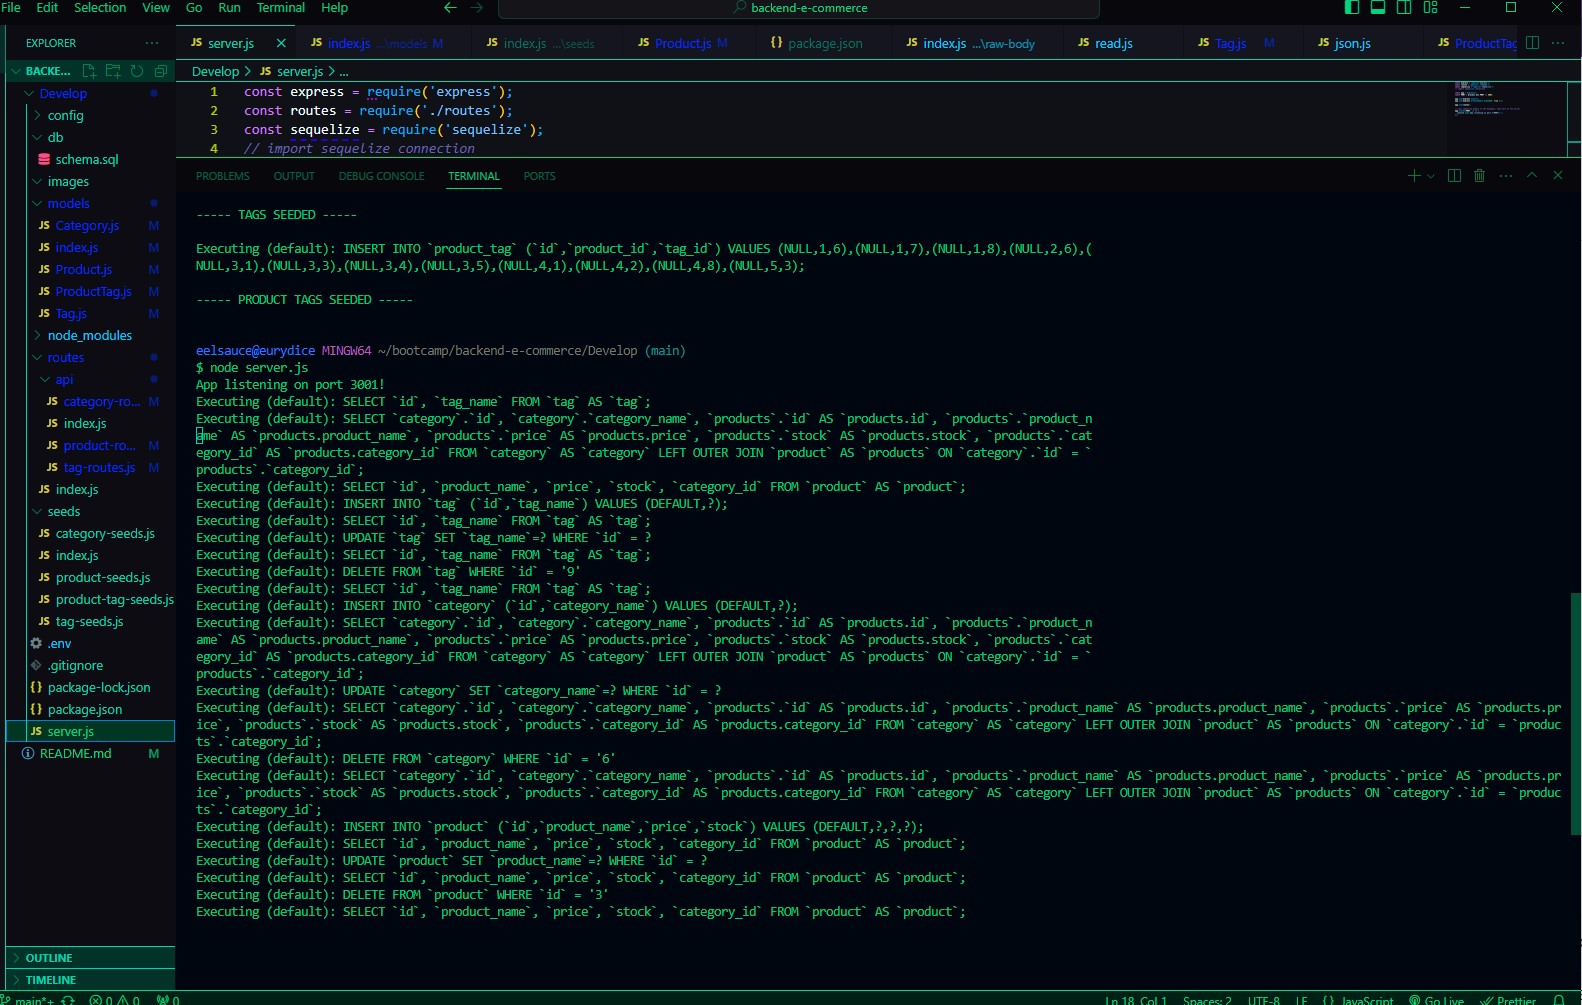 File Edit Selection View Go Run Terminal Help
backend-e-commerce
EXPLORER
BACKE...
Develop
config
db
schema.sql
images
models
JS Category.js M
JS index.js M
JS Product.js M
JS ProductTag.js M
JS Tag.js M
node_modules
routes
api
JS category-ro... M
JS index.js
JS product-ro... M
JS tag-routes.js M
JS index.js
seeds
JS category-seeds.js
JS index.js
JS product-seeds.js
JS product-tag-seeds.js
JS tag-seeds.js
.env
.gitignore
{} package-lock.json
{} package.json
JS server.js
README.md M
OUTLINE
TIMELINE
JS server.js JS index.js ...\models M JS index.js ...\seeds JS Product.js M {} package.json JS index.js ...\raw-body JS read.js JS Tag.js M JS json.js JS ProductTag
Develop > JS server.js > ...
1 const express = require('express');
2 const routes = require('./routes');
3 const sequelize = require('sequelize');
4 // import sequelize connection
PROBLEMS OUTPUT DEBUG CONSOLE TERMINAL PORTS
----- TAGS SEEDED -----
Executing (default): INSERT INTO `product_tag` (`id`,`product_id`,`tag_id`) VALUES (NULL,1,6),(NULL,1,7),(NULL,1,8),(NULL,2,6),(
NULL,3,1),(NULL,3,3),(NULL,3,4),(NULL,3,5),(NULL,4,1),(NULL,4,2),(NULL,4,8),(NULL,5,3);
----- PRODUCT TAGS SEEDED -----
eelsauce@eurydice MINGW64 ~/bootcamp/backend-e-commerce/Develop (main)
$ node server.js
App listening on port 3001!
Executing (default): SELECT `id`, `tag_name` FROM `tag` AS `tag`;
Executing (default): SELECT `category`.`id`, `category`.`category_name`, `products`.`id` AS `products.id`, `products`.`product_n
ame` AS `products.product_name`, `products`.`price` AS `products.price`, `products`.`stock` AS `products.stock`, `products`.`cat
egory_id` AS `products.category_id` FROM `category` AS `category` LEFT OUTER JOIN `product` AS `products` ON `category`.`id` = `
products`.`category_id`;
Executing (default): SELECT `id`, `product_name`, `price`, `stock`, `category_id` FROM `product` AS `product`;
Executing (default): INSERT INTO `tag` (`id`,`tag_name`) VALUES (DEFAULT,?);
Executing (default): SELECT `id`, `tag_name` FROM `tag` AS `tag`;
Executing (default): UPDATE `tag` SET `tag_name`=? WHERE `id` = ?
Executing (default): SELECT `id`, `tag_name` FROM `tag` AS `tag`;
Executing (default): DELETE FROM `tag` WHERE `id` = '9'
Executing (default): SELECT `id`, `tag_name` FROM `tag` AS `tag`;
Executing (default): INSERT INTO `category` (`id`,`category_name`) VALUES (DEFAULT,?);
Executing (default): SELECT `category`.`id`, `category`.`category_name`, `products`.`id` AS `products.id`, `products`.`product_n
ame` AS `products.product_name`, `products`.`price` AS `products.price`, `products`.`stock` AS `products.stock`, `products`.`cat
egory_id` AS `products.category_id` FROM `category` AS `category` LEFT OUTER JOIN `product` AS `products` ON `category`.`id` = `
products`.`category_id`;
Executing (default): UPDATE `category` SET `category_name`=? WHERE `id` = ?
Executing (default): SELECT `category`.`id`, `category`.`category_name`, `products`.`id` AS `products.id`, `products`.`product_name` AS `products.product_name`, `products`.`price` AS `products.pr
ice`, `products`.`stock` AS `products.stock`, `products`.`category_id` AS `products.category_id` FROM `category` AS `category` LEFT OUTER JOIN `product` AS `products` ON `category`.`id` = `produc
ts`.`category_id`;
Executing (default): DELETE FROM `category` WHERE `id` = '6'
Executing (default): SELECT `category`.`id`, `category`.`category_name`, `products`.`id` AS `products.id`, `products`.`product_name` AS `products.product_name`, `products`.`price` AS `products.pr
ice`, `products`.`stock` AS `products.stock`, `products`.`category_id` AS `products.category_id` FROM `category` AS `category` LEFT OUTER JOIN `product` AS `products` ON `category`.`id` = `produc
ts`.`category_id`;
Executing (default): INSERT INTO `product` (`id`,`product_name`,`price`,`stock`) VALUES (DEFAULT,?,?,?);
Executing (default): SELECT `id`, `product_name`, `price`, `stock`, `category_id` FROM `product` AS `product`;
Executing (default): UPDATE `product` SET `product_name`=? WHERE `id` = ?
Executing (default): SELECT `id`, `product_name`, `price`, `stock`, `category_id` FROM `product` AS `product`;
Executing (default): DELETE FROM `product` WHERE `id` = '3'
Executing (default): SELECT `id`, `product_name`, `price`, `stock`, `category_id` FROM `product` AS `product`;
main*+ 0 0 0 Ln 18, Col 1 Spaces: 2 UTF-8 LF {} JavaScript Go Live Prettier